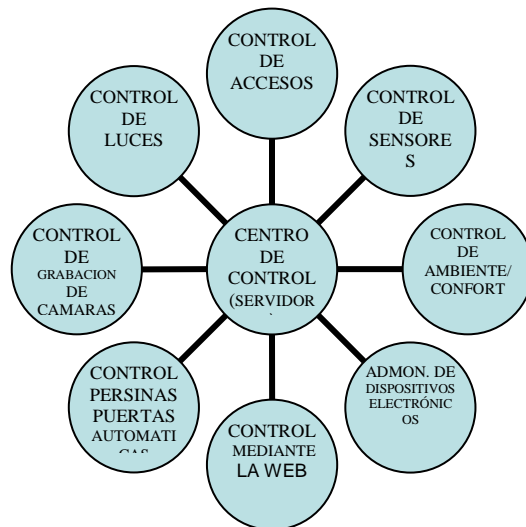 CONTROL
DE
ACCESOS
CONTROL
DE
SENSORE
S
CONTROL
DE
AMBIENTE/
CONFORT
ADMON. DE
DISPOSITIVOS
ELECTRÓNIC
OS
CONTROL
MEDIANTE
LA WEB
CONTROL
PERSINAS
PUERTAS
AUTOMATI
CONTROL
DE
GRABACION
DE
CAMARAS
CONTROL
DE
LUCES
CENTRO
DE
CONTROL
(SERVIDOR